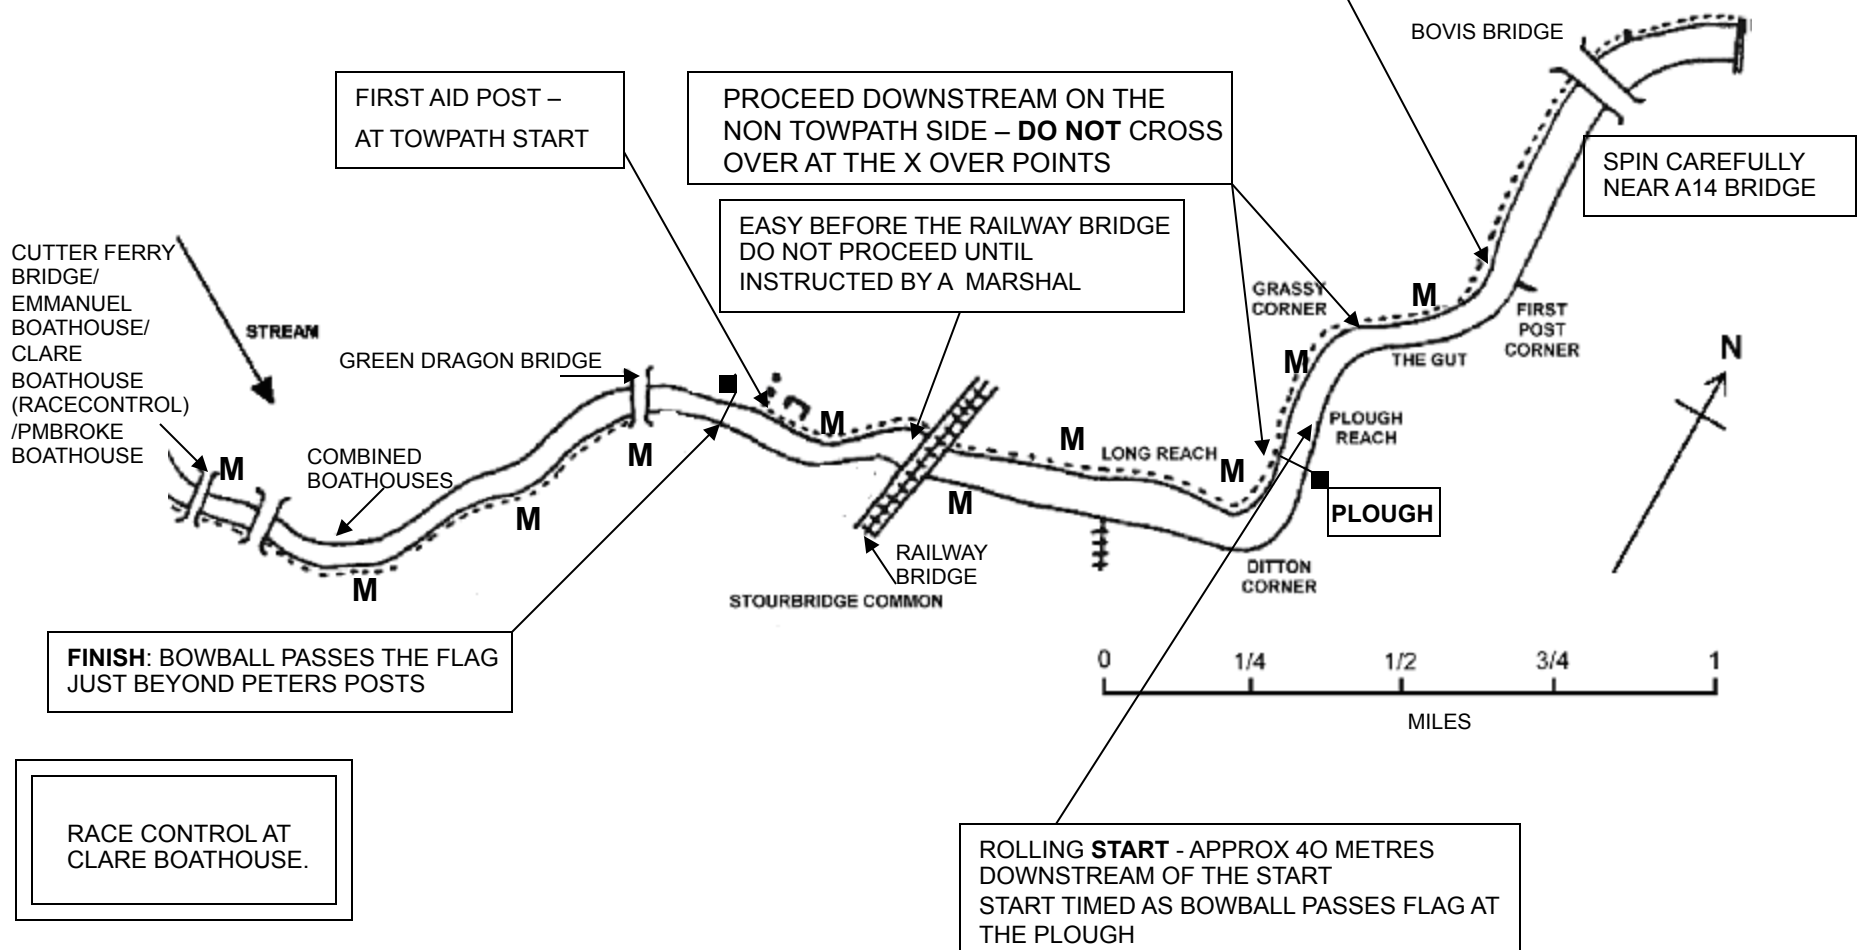 BOVIS BRIDGE
FIRST AID POST –
AT TOWPATH START
PROCEED DOWNSTREAM ON THE
NON TOWPATH SIDE – DO NOT CROSS
OVER AT THE X OVER POINTS
SPIN CAREFULLY
NEAR A14 BRIDGE
EASY BEFORE THE RAILWAY BRIDGE
DO NOT PROCEED UNTIL
INSTRUCTED BY A MARSHAL
CUTTER FERRY
BRIDGE/
EMMANUEL
BOATHOUSE/
CLARE
BOATHOUSE
(RACECONTROL)
/PMBROKE
BOATHOUSE
STREAM
GREEN DRAGON BRIDGE
GRASSY
CORNER
M
FIRST
POST
CORNER
N
THE GUT
M
PLOUGH
REACH
M
M
LONG REACH
M
M
M
COMBINED
BOATHOUSES
M
M
M
PLOUGH
RAILWAY
BRIDGE
DITTON
CORNER
M
STOURBRIDGE COMMON
FINISH: BOWBALL PASSES THE FLAG
JUST BEYOND PETERS POSTS
0 1/4 1/2 3/4 1
MILES
RACE CONTROL AT
CLARE BOATHOUSE.
ROLLING START - APPROX 4O METRES
DOWNSTREAM OF THE START
START TIMED AS BOWBALL PASSES FLAG AT
THE PLOUGH